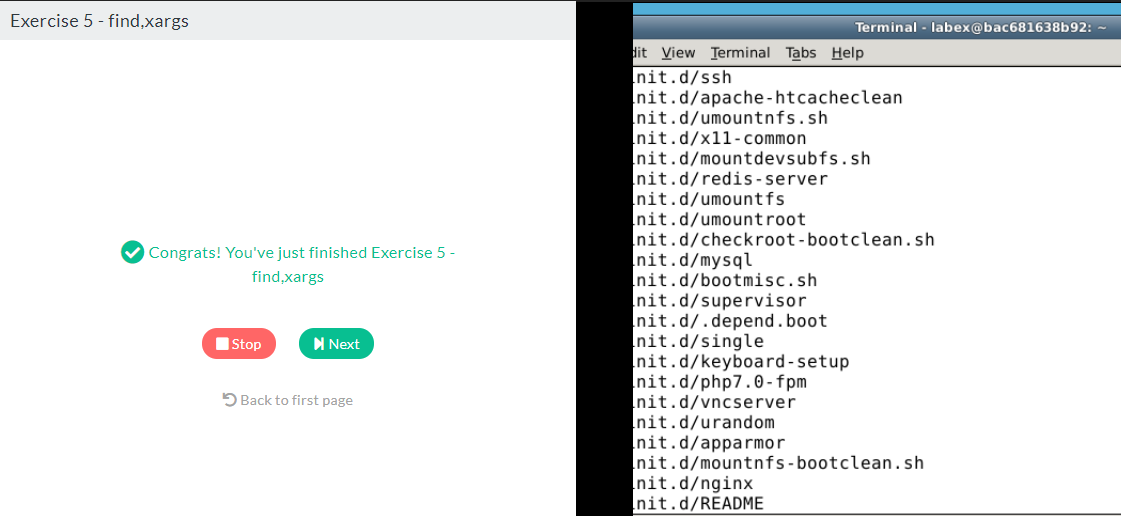 Exercise 5 - find,xargs
Congrats! You've just finished Exercise 5 -
find,xargs
Stop
Next
Back to first page
Terminal - labex@bac681638b92: ~
dit View Terminal Tabs Help
nit.d/ssh
nit.d/apache-htcacheclean
nit.d/umountnfs.sh
nit.d/x11-common
nit.d/mountdevsubfs.sh
nit.d/redis-server
nit.d/umountfs
nit.d/umountroot
nit.d/checkroot-bootclean.sh
nit.d/mysql
nit.d/bootmisc.sh
nit.d/supervisor
nit.d/.depend.boot
nit.d/single
nit.d/keyboard-setup
nit.d/php7.0-fpm
nit.d/vncserver
nit.d/urandom
nit.d/apparmor
nit.d/mountnfs-bootclean.sh
nit.d/nginx
nit.d/README